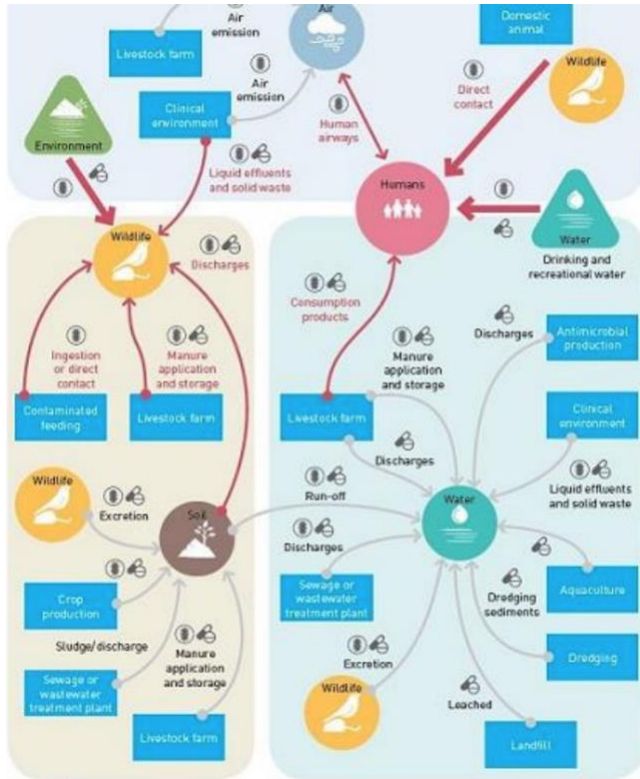 Air
Air
emission
Livestock farm
Domestic
animal
Wildlife
Air
emission
Clinical
environment
Direct
contact
Human
airways
Environment
Liquid effluents
and solid waste
Humans
Water
Drinking and
recreational water
Wildlife
Discharges
Consumption
products
Ingestion
or direct
contact
Manure
application
and storage
Manure
application
and storage
Discharges
Antimicrobial
production
Contaminated
feeding
Livestock farm
Livestock farm
Clinical
environment
Discharges
Liquid effluents
and solid waste
Wildlife
Excretion
Soil
Run-off
Water
Discharges
Crop
production
Sewage or
wastewater
treatment plant
Dredging
sediments
Aquaculture
Sludge/discharge
Manure
application
and storage
Excretion
Dredging
Sewage or
wastewater
treatment plant
Wildlife
Leached
Livestock farm
Landfill